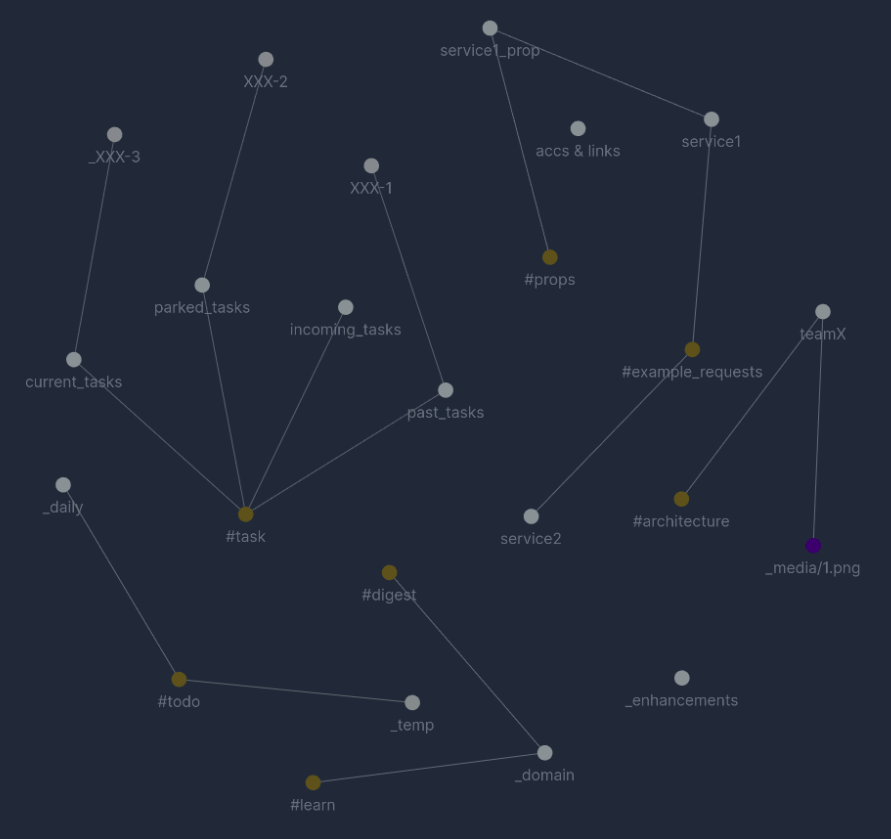 service1_prop
XXX-2
service1
accs & links
_XXX-3
XXX-1
#props
parked_tasks
incoming_tasks
teamX
#example_requests
current_tasks
past_tasks
_daily
#architecture
#task
service2
_media/1.png
#digest
#todo
_enhancements
_temp
_domain
#learn